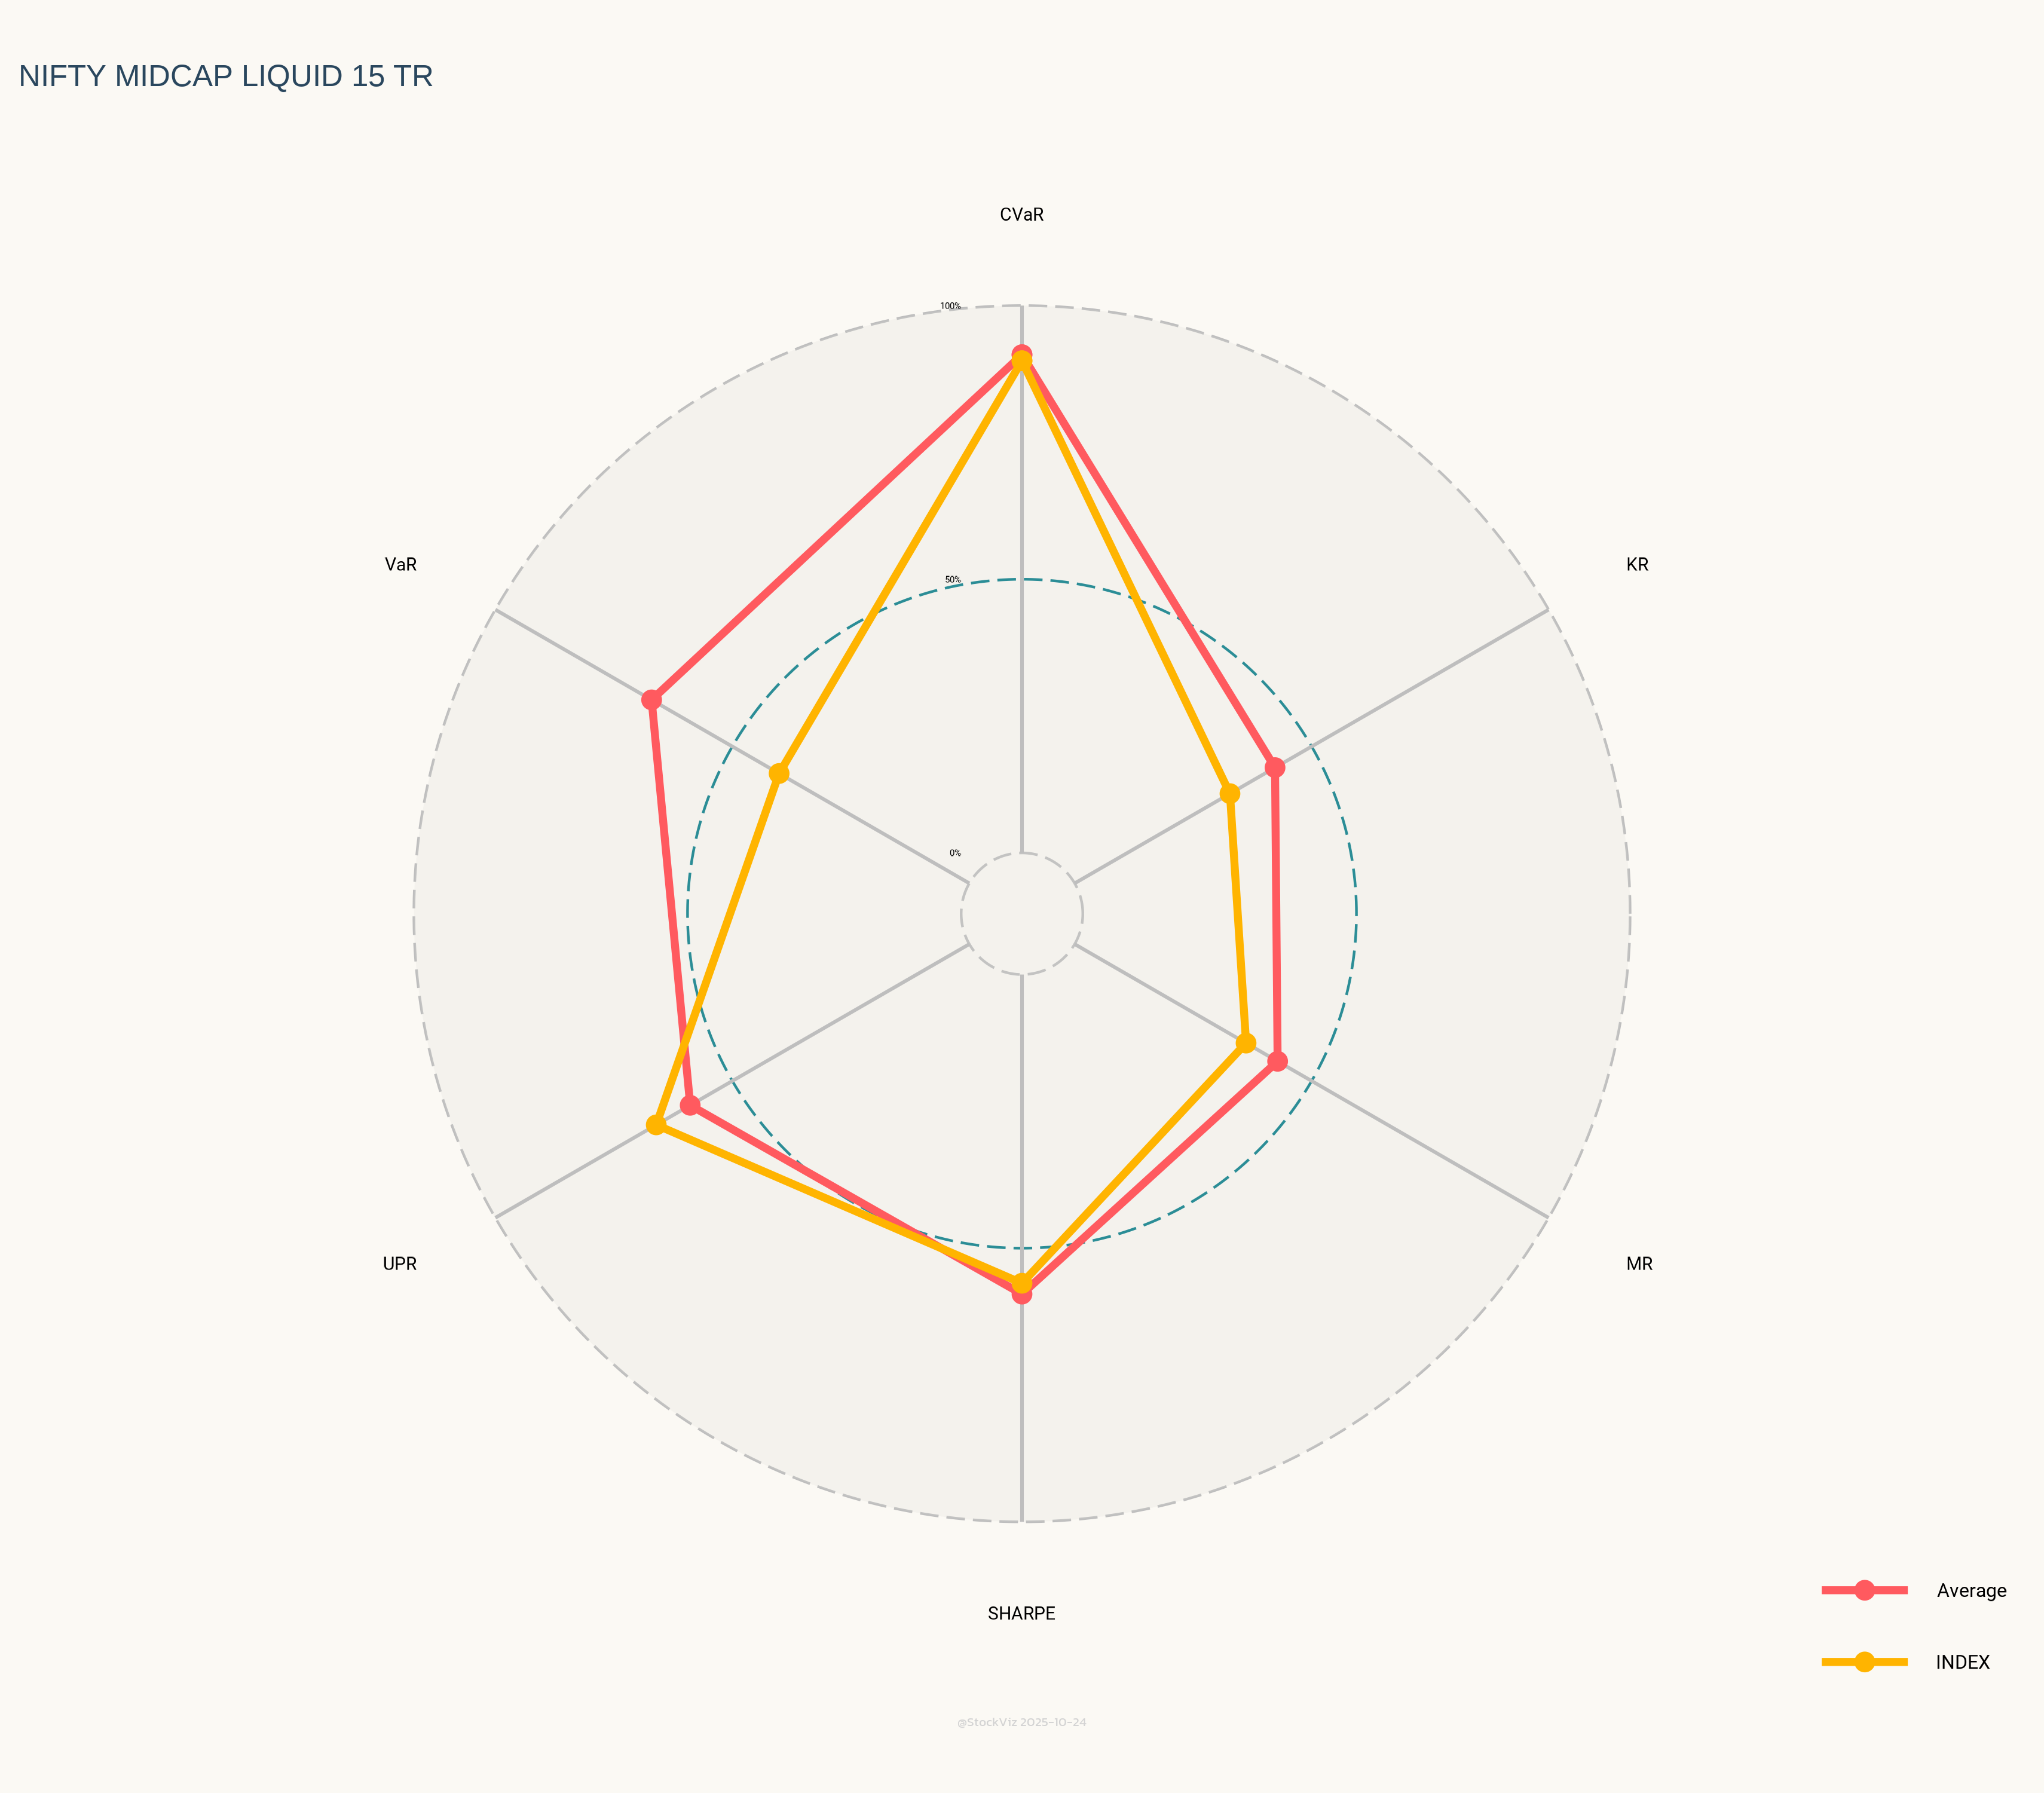 NIFTY MIDCAP LIQUID 15 TR
CVaR
100%
VaR
KR
50%
0%
UPR
MR
SHARPE
Average
INDEX
@StockViz 2025-10-24